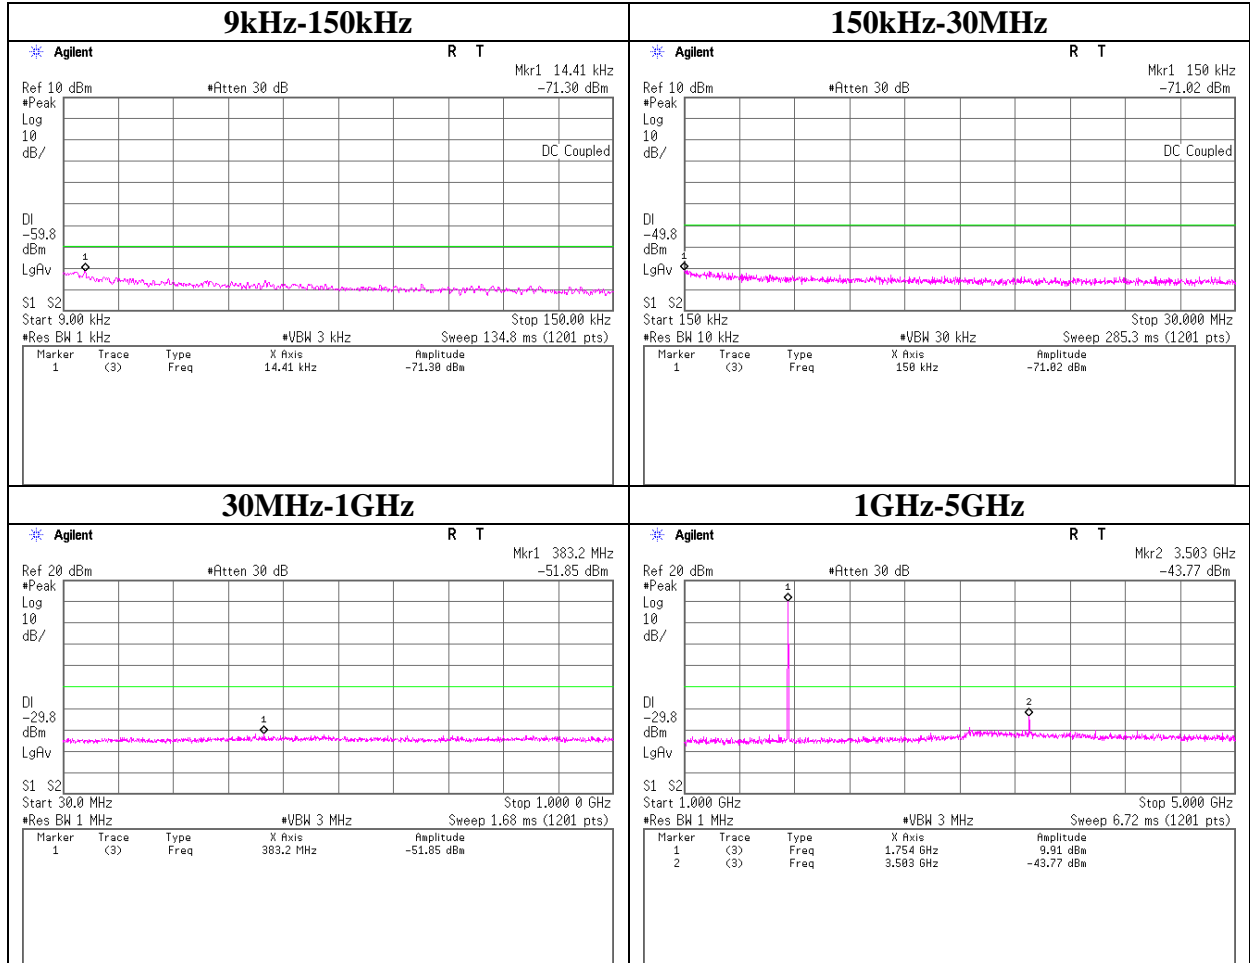 9kHz-150kHz
Agilent R T
Mkr1 14.41 kHz
Ref 10 dBm #Atten 30 dB -71.30 dBm
#Peak
Log
10
dB/
DC Coupled
DI
-59.8
dBm
LgAv
1
S1 S2
Start 9.00 kHz Stop 150.00 kHz
#Res BW 1 kHz #VBW 3 kHz Sweep 134.8 ms (1201 pts)
Marker Trace Type X Axis Amplitude
1 (3) Freq 14.41 kHz -71.30 dBm
150kHz-30MHz
Agilent R T
Mkr1 150 kHz
Ref 10 dBm #Atten 30 dB -71.02 dBm
#Peak
Log
10
dB/
DC Coupled
DI
-49.8
dBm
1
LgAv
S1 S2
Start 150 kHz Stop 30.000 MHz
#Res BW 10 kHz #VBW 30 kHz Sweep 285.3 ms (1201 pts)
Marker Trace Type X Axis Amplitude
1 (3) Freq 150 kHz -71.02 dBm
30MHz-1GHz
Agilent R T
Mkr1 383.2 MHz
Ref 20 dBm #Atten 30 dB -51.85 dBm
#Peak
Log
10
dB/
DI
-29.8
dBm
1
LgAv
S1 S2
Start 30.0 MHz Stop 1.000 0 GHz
#Res BW 1 MHz #VBW 3 MHz Sweep 1.68 ms (1201 pts)
Marker Trace Type X Axis Amplitude
1 (3) Freq 383.2 MHz -51.85 dBm
1GHz-5GHz
Agilent R T
Mkr2 3.503 GHz
Ref 20 dBm #Atten 30 dB -43.77 dBm
#Peak
1
Log
10
dB/
DI
2
-29.8
dBm
LgAv
S1 S2
Start 1.000 GHz Stop 5.000 GHz
#Res BW 1 MHz #VBW 3 MHz Sweep 6.72 ms (1201 pts)
Marker Trace Type X Axis Amplitude
1 (3) Freq 1.754 GHz 9.91 dBm
2 (3) Freq 3.503 GHz -43.77 dBm